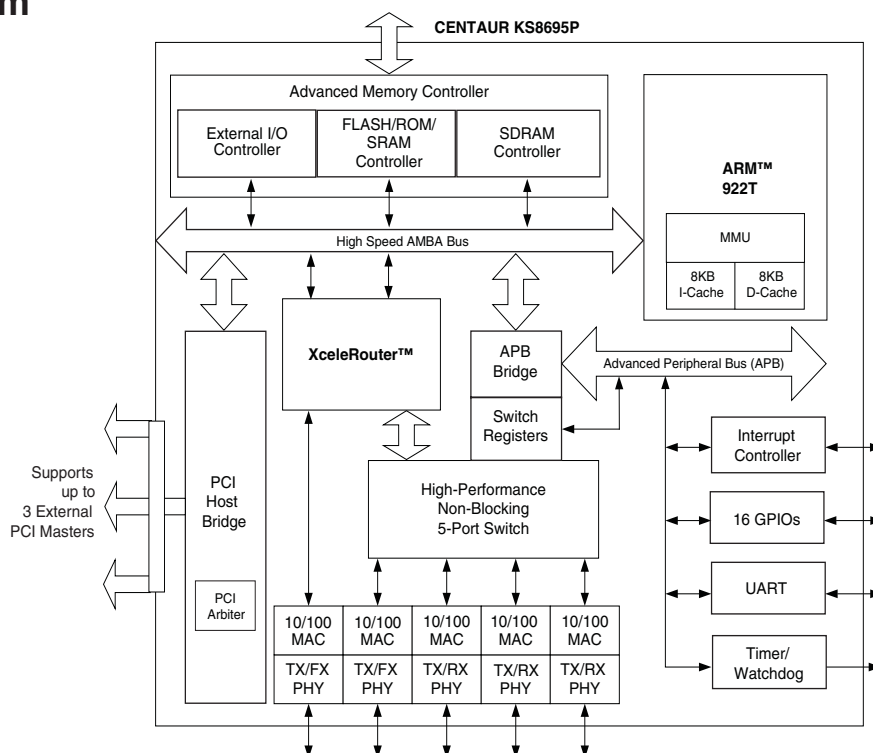 m
CENTAUR KS8695P
Advanced Memory Controller
External I/O
Controller
FLASH/ROM/
SRAM
Controller
SDRAM
Controller
ARM™
922T
MMU
8KB
I-Cache
8KB
D-Cache
High Speed AMBA Bus
XceleRouter™
APB
Bridge
Advanced Peripheral Bus (APB)
Switch
Registers
Supports
up to
3 External
PCI Masters
PCI
Host
Bridge
PCI
Arbiter
High-Performance
Non-Blocking
5-Port Switch
Interrupt
Controller
16 GPIOs
UART
Timer/
Watchdog
10/100
MAC
10/100
MAC
10/100
MAC
10/100
MAC
10/100
MAC
TX/FX
PHY
TX/FX
PHY
TX/RX
PHY
TX/RX
PHY
TX/RX
PHY